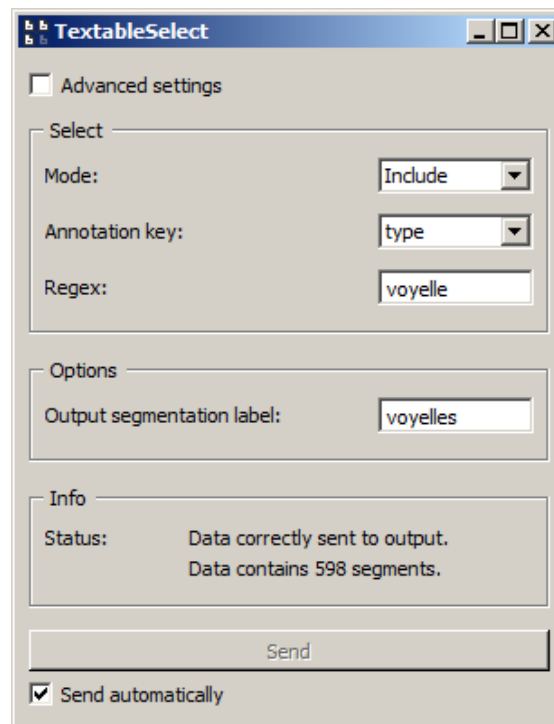 TextableSelect
Advanced settings
Select
Mode: Include
Annotation key: type
Regex: voyelle
Options
Output segmentation label: voyelles
Info
Status: Data correctly sent to output.
Data contains 598 segments.
Send
Send automatically